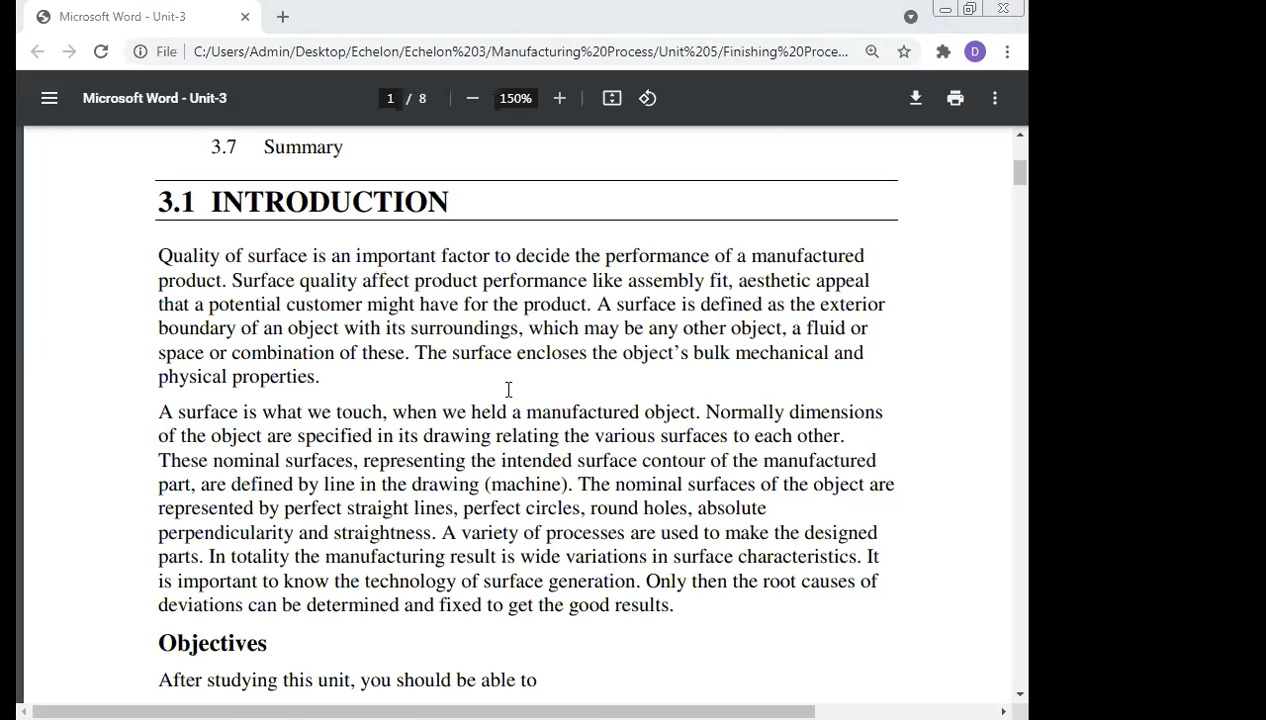 Microsoft Word - Unit-3
File C:/Users/Admin/Desktop/Echelon/Echelon%203/Manufacturing%20Process/Unit%205/Finishing%20Proce... D
Microsoft Word - Unit-3 1 / 8 150%
3.7 Summary
3.1 INTRODUCTION
Quality of surface is an important factor to decide the performance of a manufactured
product. Surface quality affect product performance like assembly fit, aesthetic appeal
that a potential customer might have for the product. A surface is defined as the exterior
boundary of an object with its surroundings, which may be any other object, a fluid or
space or combination of these. The surface encloses the object's bulk mechanical and
physical properties.
A surface is what we touch, when we held a manufactured object. Normally dimensions
of the object are specified in its drawing relating the various surfaces to each other.
These nominal surfaces, representing the intended surface contour of the manufactured
part, are defined by line in the drawing (machine). The nominal surfaces of the object are
represented by perfect straight lines, perfect circles, round holes, absolute
perpendicularity and straightness. A variety of processes are used to make the designed
parts. In totality the manufacturing result is wide variations in surface characteristics. It
is important to know the technology of surface generation. Only then the root causes of
deviations can be determined and fixed to get the good results.
Objectives
After studying this unit, you should be able to